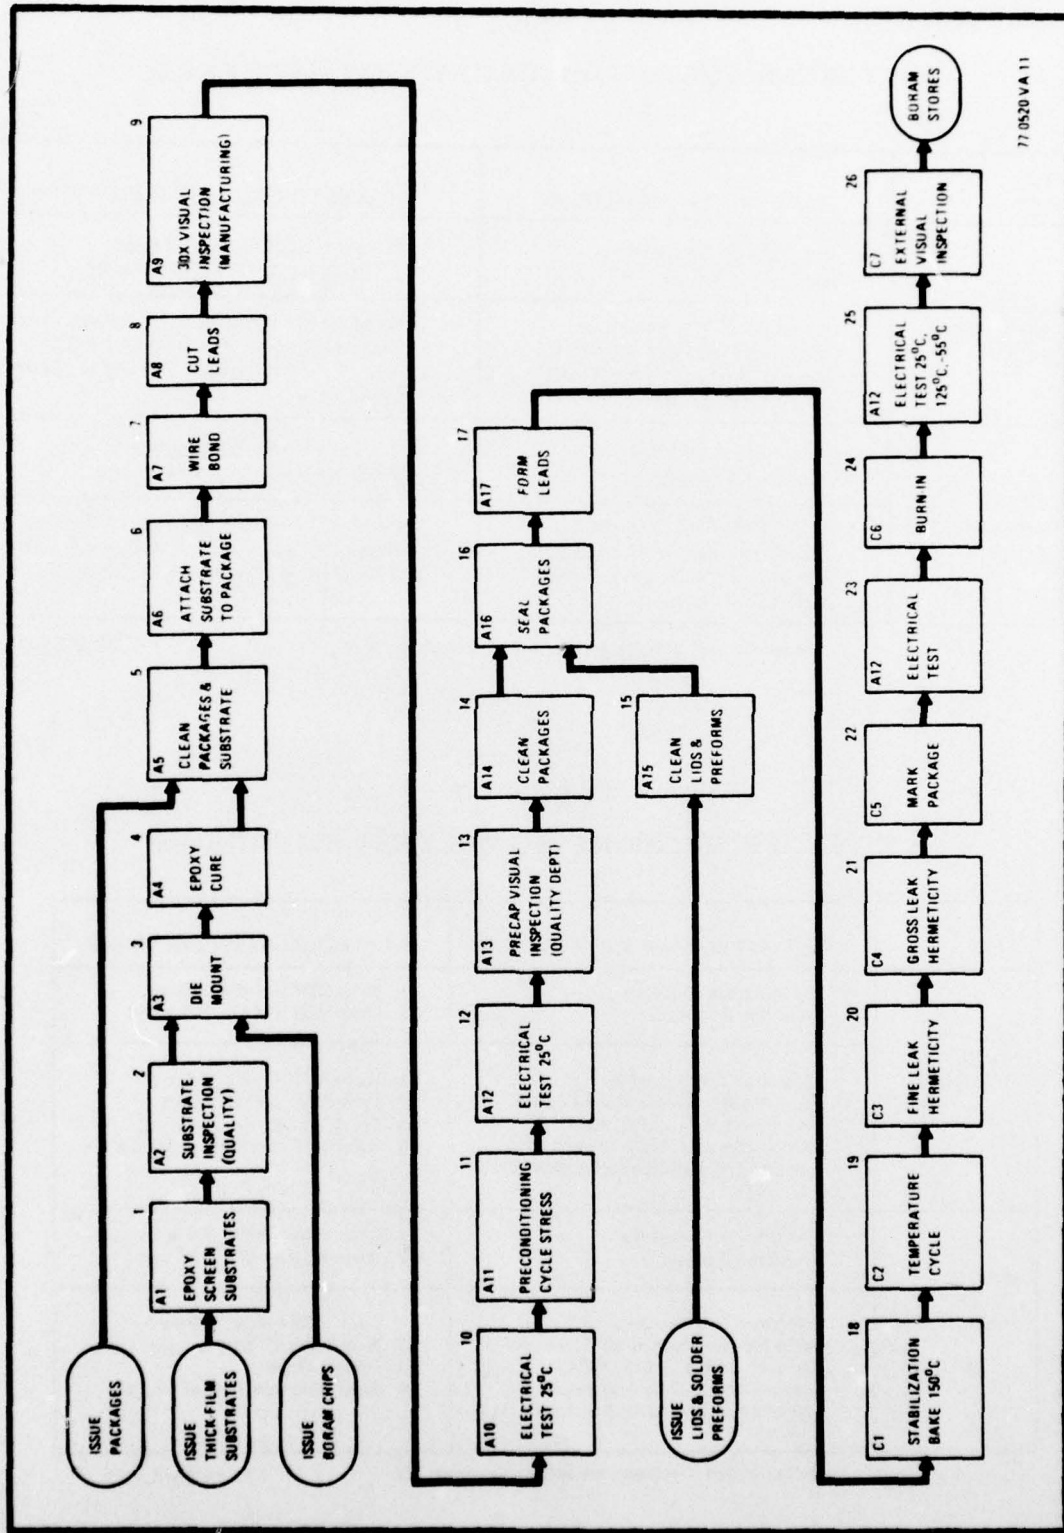 ISSUE
PACKAGES
ISSUE
THICK FILM
SUBSTRATES
ISSUE
BORAM CHIPS
A1
1
EPOXY
SCREEN
SUBSTRATES
A2
2
SUBSTRATE
INSPECTION
(QUALITY)
A3
3
DIE
MOUNT
A4
4
EPOXY
CURE
A5
5
CLEAN
PACKAGES &
SUBSTRATE
A6
6
ATTACH
SUBSTRATE
TO PACKAGE
A7
7
WIRE
BOND
A8
8
CUT
LEADS
A9
9
30X VISUAL
INSPECTION
(MANUFACTURING)
A10
10
ELECTRICAL
TEST 25°C
A11
11
PRECONDITIONING
CYCLE STRESS
A12
12
ELECTRICAL
TEST 25°C
A13
13
PRECAP VISUAL
INSPECTION
(QUALITY DEPT)
A14
14
CLEAN
PACKAGES
ISSUE
LIDS & SOLDER
PREFORMS
A15
15
CLEAN
LIDS &
PREFORMS
A16
16
SEAL
PACKAGES
A17
17
FORM
LEADS
C1
18
STABILIZATION
BAKE 150°C
C2
19
TEMPERATURE
CYCLE
C3
20
FINE LEAK
HERMETICITY
C4
21
GROSS LEAK
HERMETICITY
C5
22
MARK
PACKAGE
A12
23
ELECTRICAL
TEST
C6
24
BURN IN
A12
25
ELECTRICAL
TEST 25°C,
125°C, -55°C
C7
26
EXTERNAL
VISUAL
INSPECTION
BORAM
STORES
77 0520 VA 11